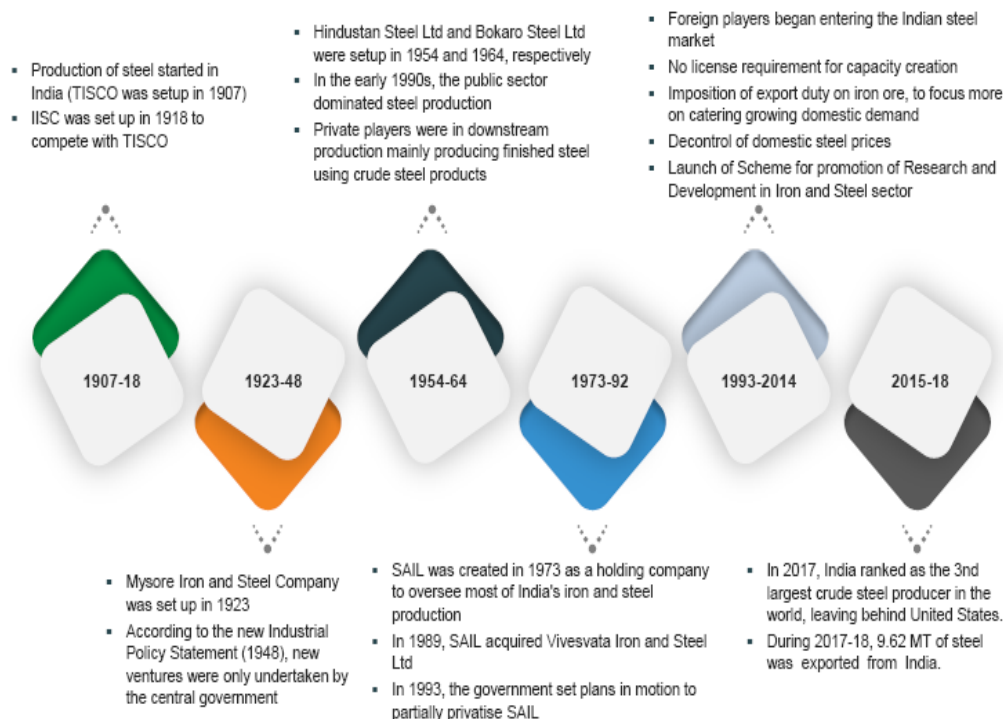 ▪ Production of steel started in
India (TISCO was setup in 1907)
▪ IISC was set up in 1918 to
compete with TISCO
▪ Hindustan Steel Ltd and Bokaro Steel Ltd
were setup in 1954 and 1964, respectively
▪ In the early 1990s, the public sector
dominated steel production
▪ Private players were in downstream
production mainly producing finished steel
using crude steel products
▪ Foreign players began entering the Indian steel
market
▪ No license requirement for capacity creation
▪ Imposition of export duty on iron ore, to focus more
on catering growing domestic demand
▪ Decontrol of domestic steel prices
▪ Launch of Scheme for promotion of Research and
Development in Iron and Steel sector
1907-18
1923-48
1954-64
1973-92
1993-2014
2015-18
▪ Mysore Iron and Steel Company
was set up in 1923
▪ According to the new Industrial
Policy Statement (1948), new
ventures were only undertaken by
the central government
▪ SAIL was created in 1973 as a holding company
to oversee most of India's iron and steel
production
▪ In 1989, SAIL acquired Vivesvata Iron and Steel
Ltd
▪ In 1993, the government set plans in motion to
partially privatise SAIL
▪ In 2017, India ranked as the 3nd
largest crude steel producer in the
world, leaving behind United States.
▪ During 2017-18, 9.62 MT of steel
was exported from India.